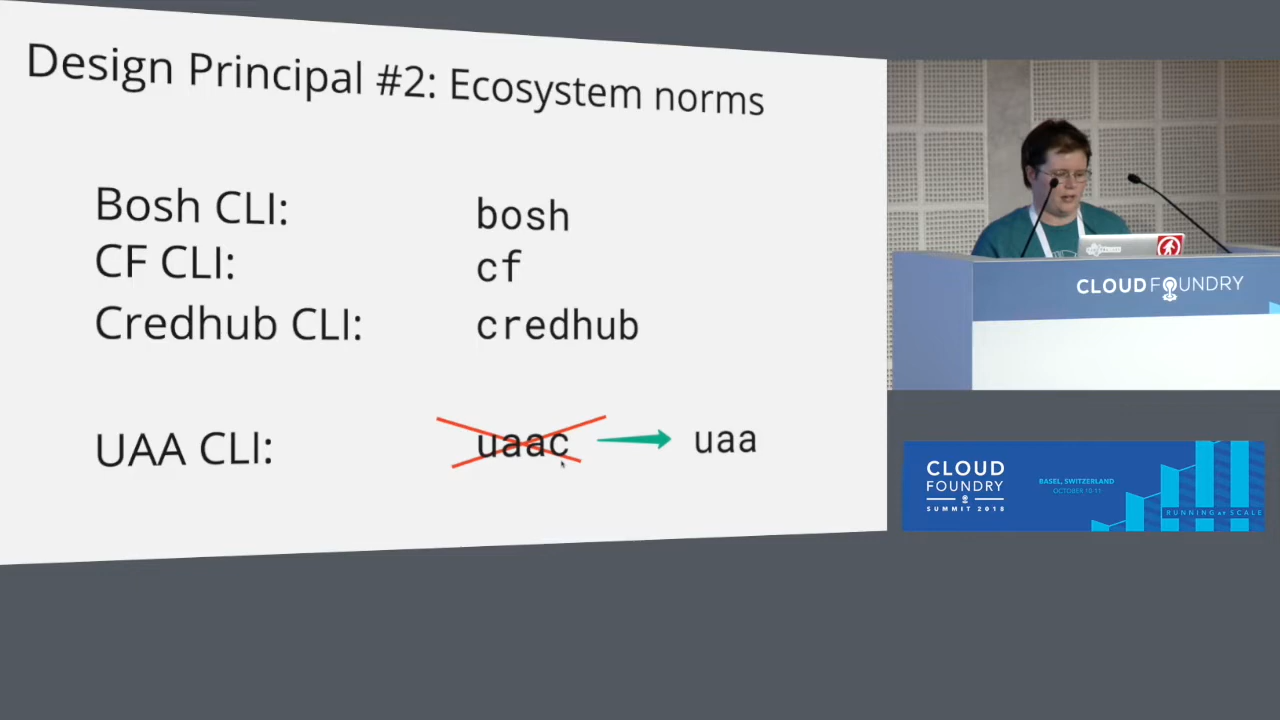 Design Principal #2: Ecosystem norms
Bosh CLI: bosh
CF CLI: cf
Credhub CLI: credhub
UAA CLI: uaac uaa
CLOUD FOUNDRY
CLOUD
FOUNDRY
SUMMIT 2018
BASEL, SWITZERLAND
OCTOBER 10-11
RUNNING AT SCALE